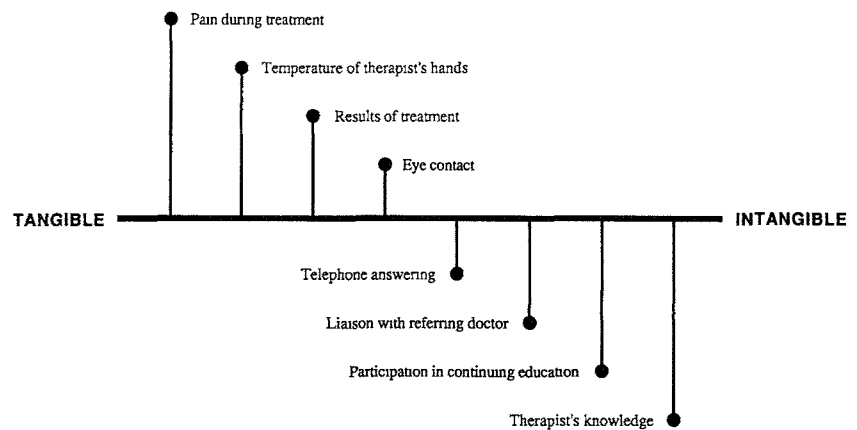 Pain during treatment
Temperature of therapist's hands
Results of treatment
Eye contact
TANGIBLE
INTANGIBLE
Telephone answering
Liaison with referring doctor
Participation in continuing education
Therapist's knowledge